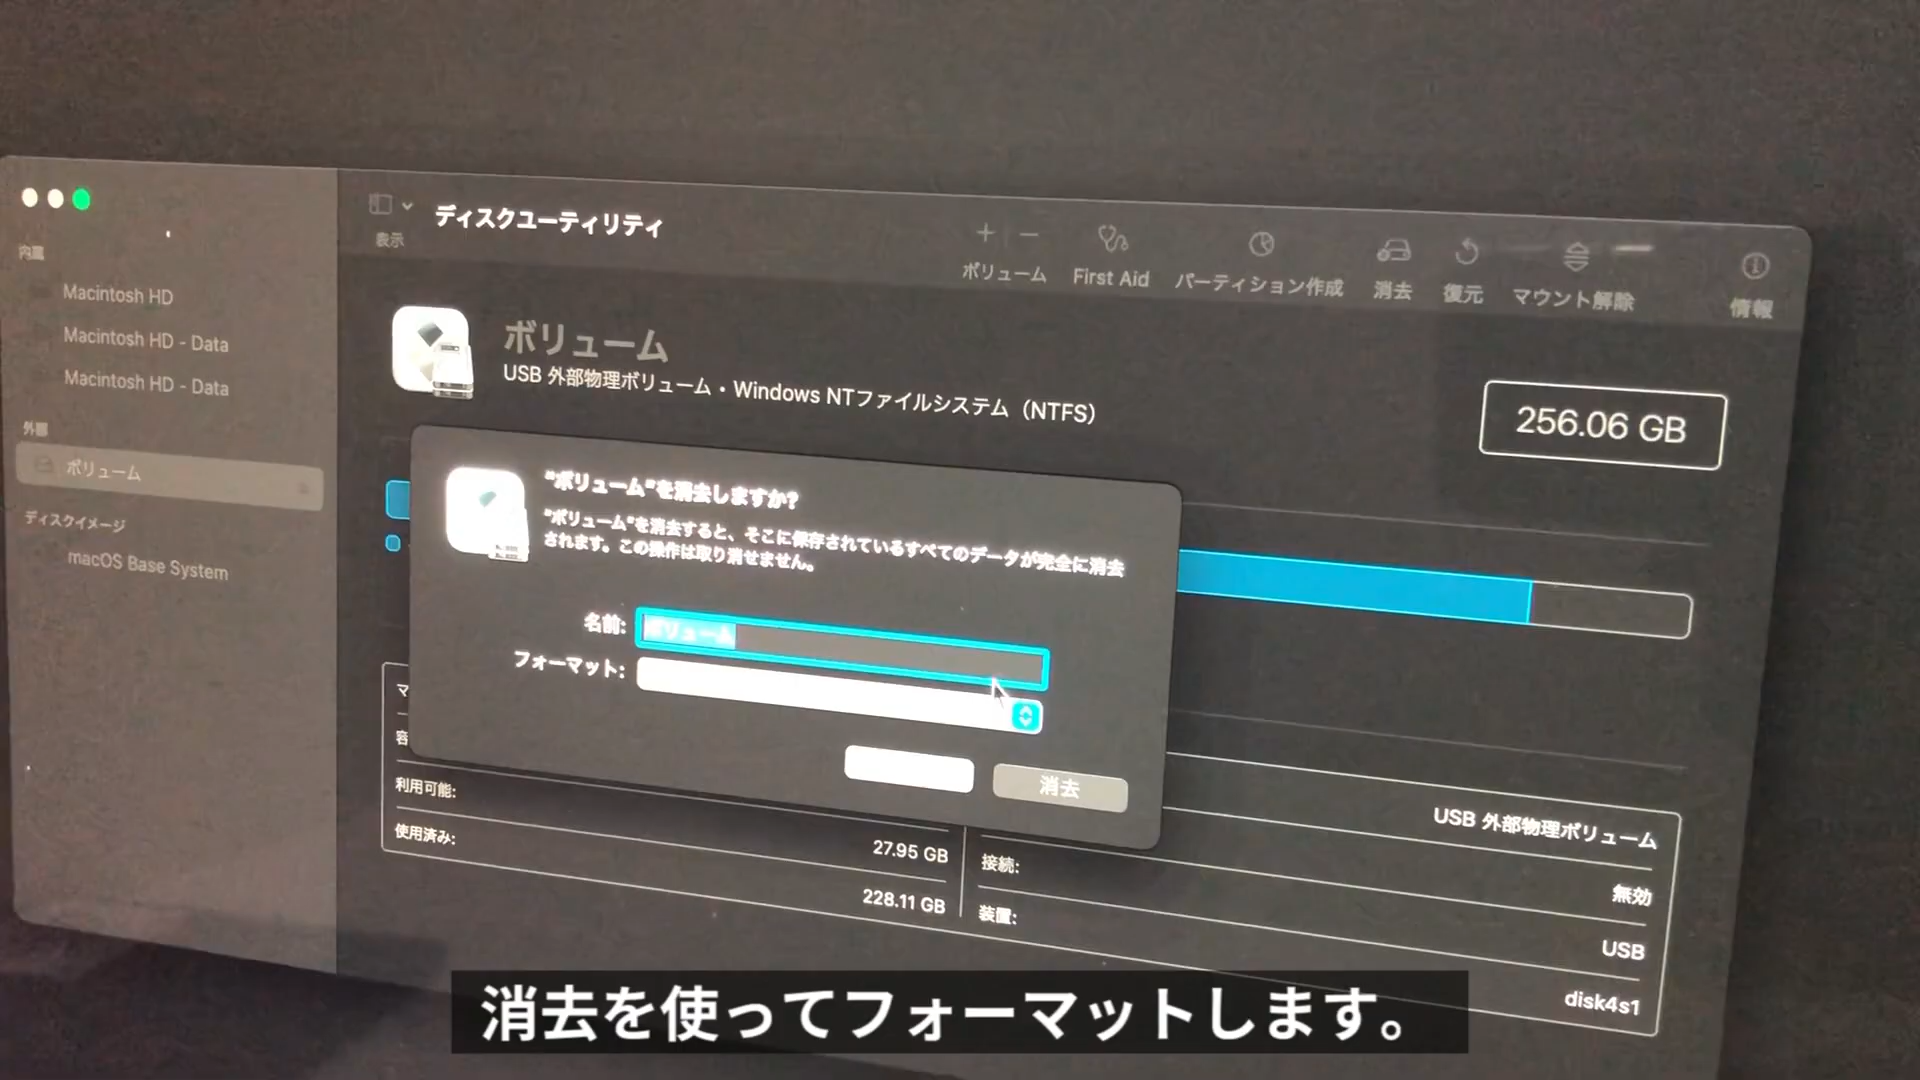 ディスクユーティリティ
表示
ボリューム
First Aid
パーティション作成
消去
復元
マウント解除
情報
内蔵
Macintosh HD
Macintosh HD - Data
Macintosh HD - Data
外部
ボリューム
ディスクイメージ
macOS Base System
ボリューム
USB 外部物理ボリューム・Windows NTファイルシステム（NTFS）
256.06 GB
"ボリューム"を消去しますか?
"ボリューム"を消去すると、そこに保存されているすべてのデータが完全に消去
されます。この操作は取り消せません。
名前:
ボリューム
フォーマット:
消去
マ
容
利用可能:
27.95 GB
使用済み:
228.11 GB
USB 外部物理ボリューム
無効
接続:
USB
装置:
disk4s1
消去を使ってフォーマットします。